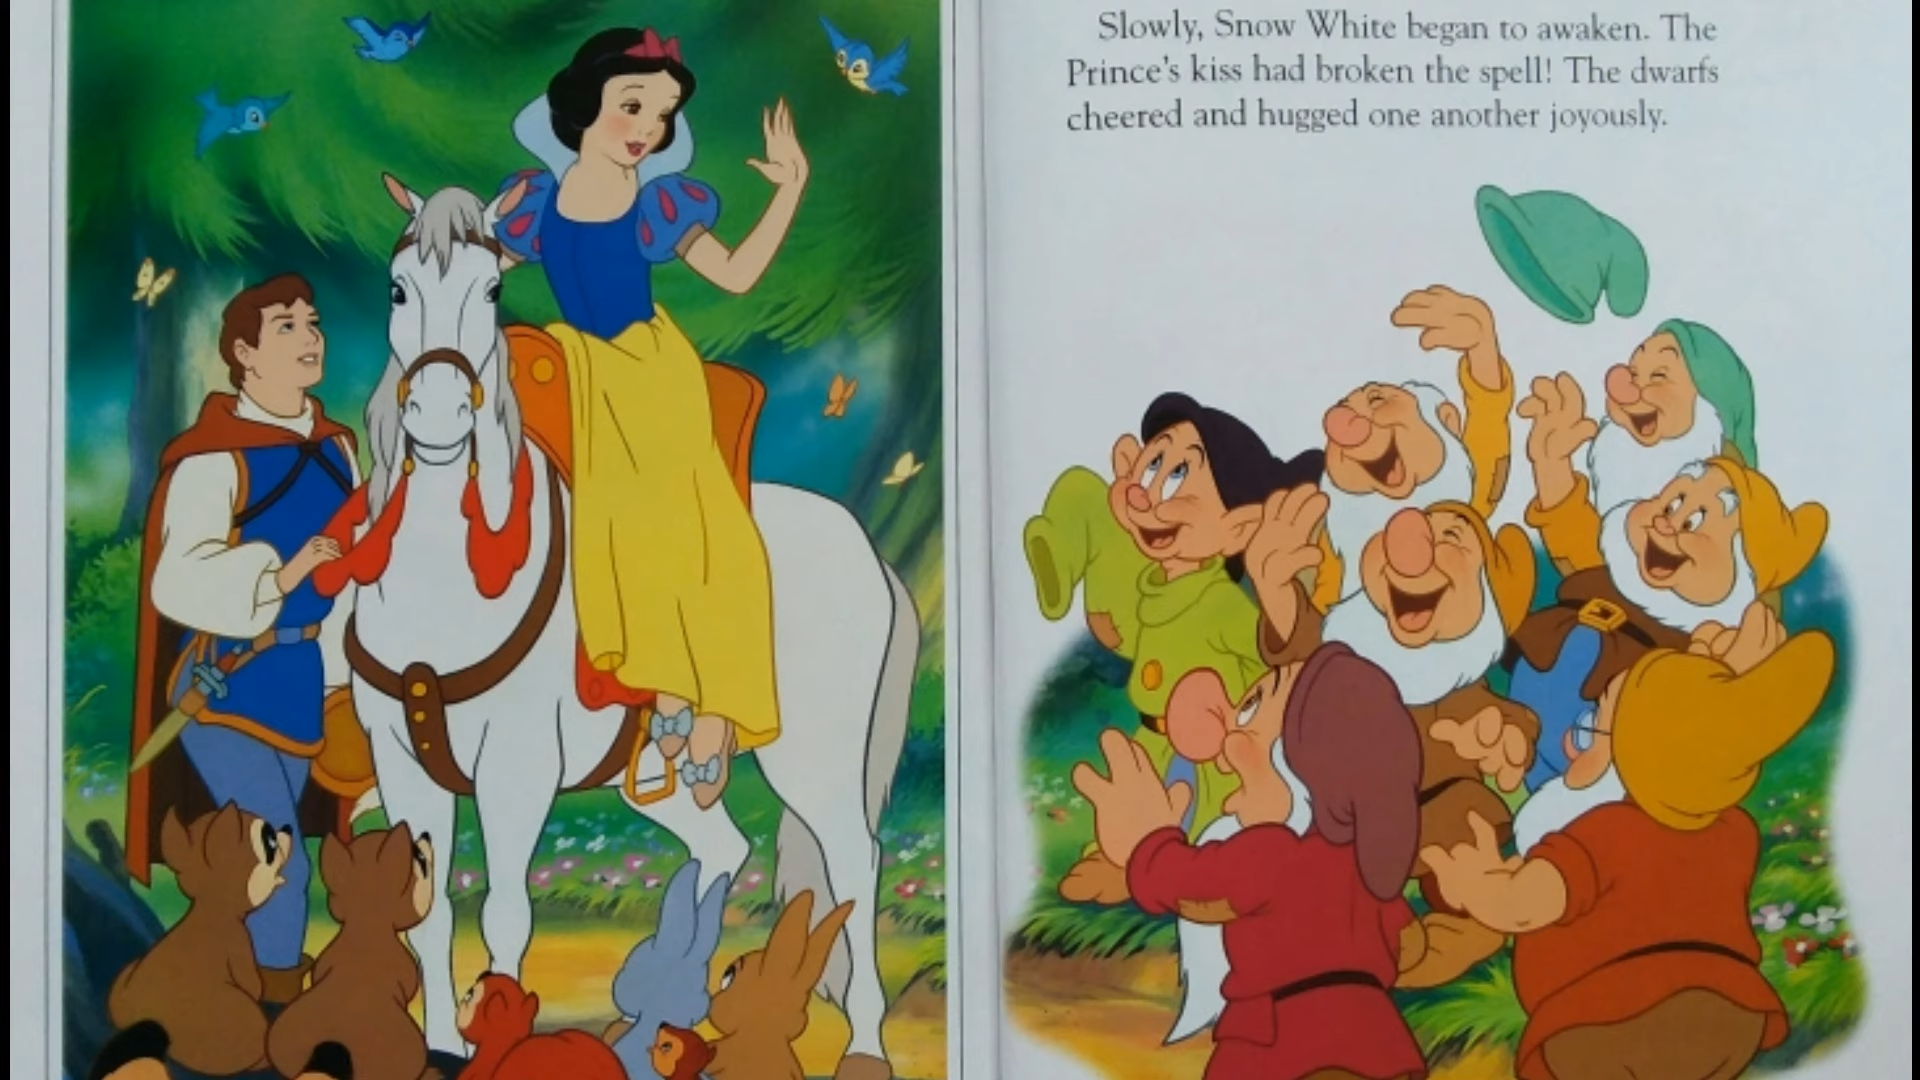 Slowly, Snow White began to awaken. The
Prince's kiss had broken the spell! The dwarfs
cheered and hugged one another joyously.